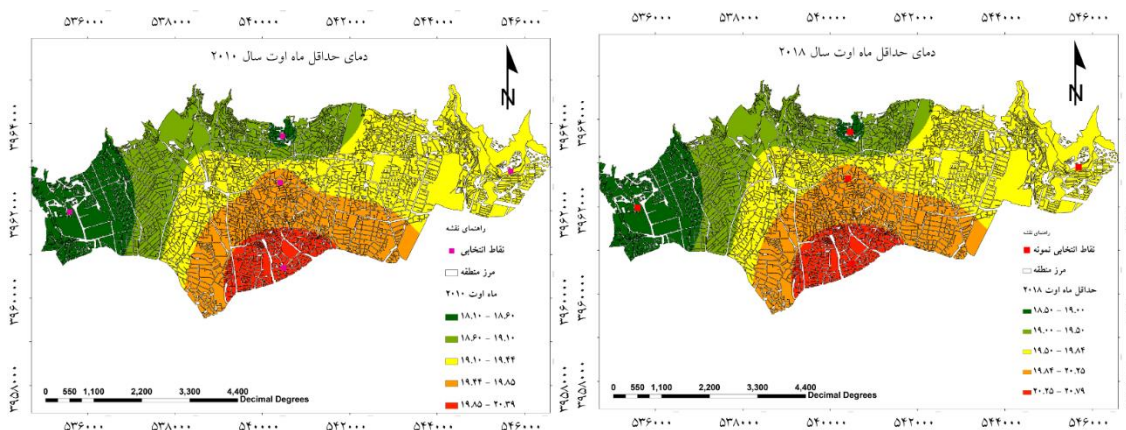 ۵۳۶۰۰۰ ۵۳۸۰۰۰ ۵۴۰۰۰۰ ۵۴۲۰۰۰ ۵۴۴۰۰۰ ۵۴۶۰۰۰
دمای حداقل ماه اوت سال ۲۰۱۰
N
۳۹۶۴۰۰۰
۳۹۶۲۰۰۰
۳۹۶۰۰۰۰
۳۹۵۸۰۰۰
۳۹۶۴۰۰۰
۳۹۶۲۰۰۰
۳۹۶۰۰۰۰
۳۹۵۸۰۰۰
راهنمای نقشه
نقاط انتخابی
مرز منطقه
ماه اوت ۲۰۱۰
۱۸.۱۰ - ۱۸.۶۰
۱۸.۶۰ - ۱۹.۱۰
۱۹.۱۰ - ۱۹.۴۴
۱۹.۴۴ - ۱۹.۸۵
۱۹.۸۵ - ۲۰.۳۹
0 550 1,100 2,200 3,300 4,400
Decimal Degrees
۵۳۶۰۰۰ ۵۳۸۰۰۰ ۵۴۰۰۰۰ ۵۴۲۰۰۰ ۵۴۴۰۰۰ ۵۴۶۰۰۰
۵۳۶۰۰۰ ۵۳۸۰۰۰ ۵۴۰۰۰۰ ۵۴۲۰۰۰ ۵۴۴۰۰۰ ۵۴۶۰۰۰
دمای حداقل ماه اوت سال ۲۰۱۸
N
۳۹۶۴۰۰۰
۳۹۶۲۰۰۰
۳۹۶۰۰۰۰
۳۹۵۸۰۰۰
راهنمای نقشه
نقاط انتخابی نمونه
مرز منطقه
حداقل ماه اوت ۲۰۱۸
۱۸.۵۰ - ۱۹.۰۰
۱۹.۰۰ - ۱۹.۵۰
۱۹.۵۰ - ۱۹.۸۴
۱۹.۸۴ - ۲۰.۲۵
۲۰.۲۵ - ۲۰.۷۹
0 550 1,100 2,200 3,300 4,400
Decimal Degrees
۵۳۶۰۰۰ ۵۳۸۰۰۰ ۵۴۰۰۰۰ ۵۴۲۰۰۰ ۵۴۴۰۰۰ ۵۴۶۰۰۰